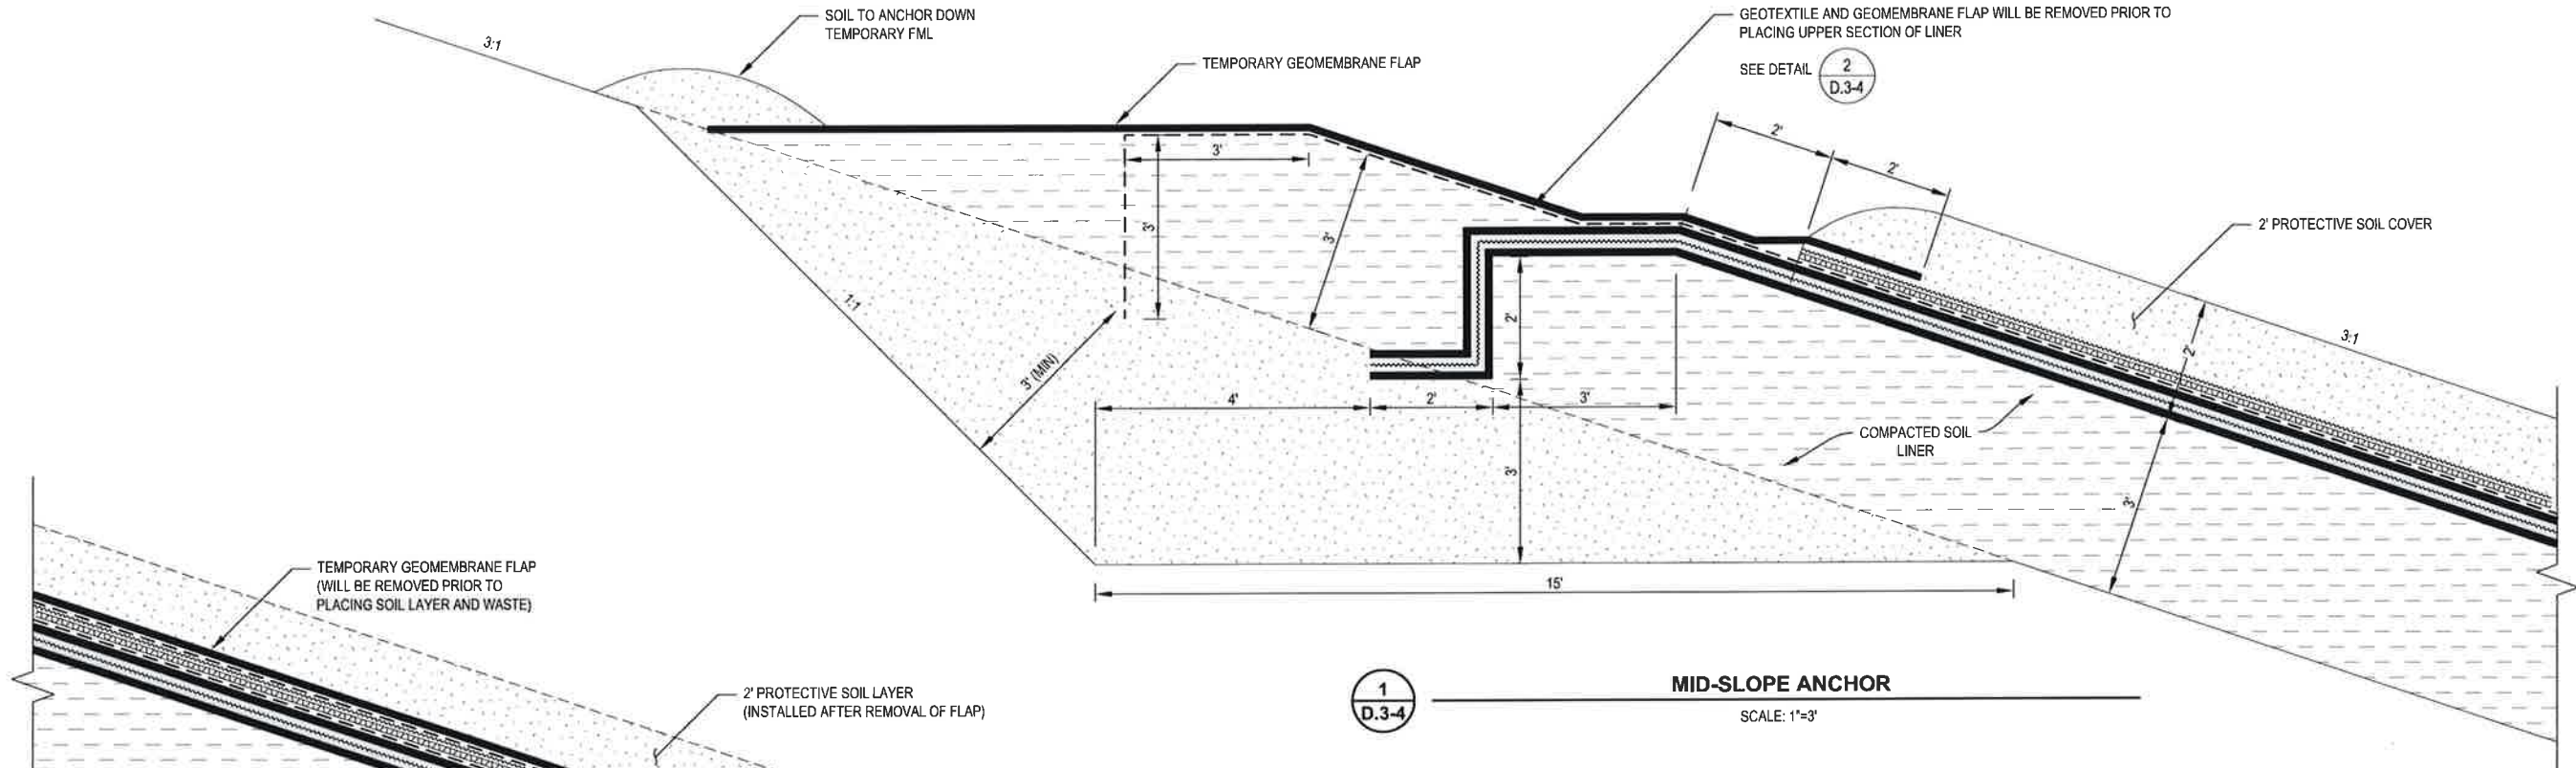 3:1
SOIL TO ANCHOR DOWN
TEMPORARY FML
TEMPORARY GEOMEMBRANE FLAP
GEOTEXTILE AND GEOMEMBRANE FLAP WILL BE REMOVED PRIOR TO
PLACING UPPER SECTION OF LINER
SEE DETAIL
2
D.3-4
2'
2'
3'
3'
3'
2' PROTECTIVE SOIL COVER
1:1
3' (MIN)
2'
3:1
2'
4'
2'
3'
COMPACTED SOIL
LINER
3'
3'
15'
TEMPORARY GEOMEMBRANE FLAP
(WILL BE REMOVED PRIOR TO
PLACING SOIL LAYER AND WASTE)
2' PROTECTIVE SOIL LAYER
(INSTALLED AFTER REMOVAL OF FLAP)
1
D.3-4
MID-SLOPE ANCHOR
SCALE: 1"=3'